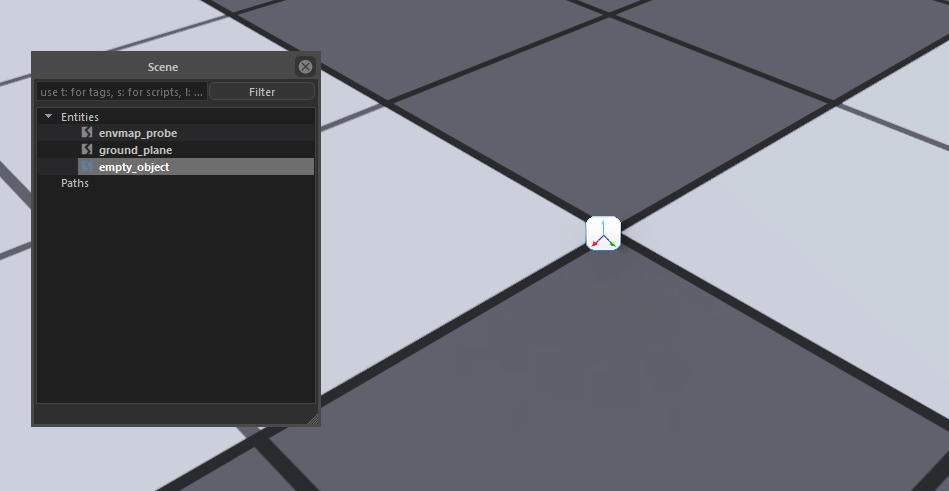 Scene
use t: for tags, s: for scripts, l: ...
Filter
Entities
envmap_probe
ground_plane
empty_object
Paths